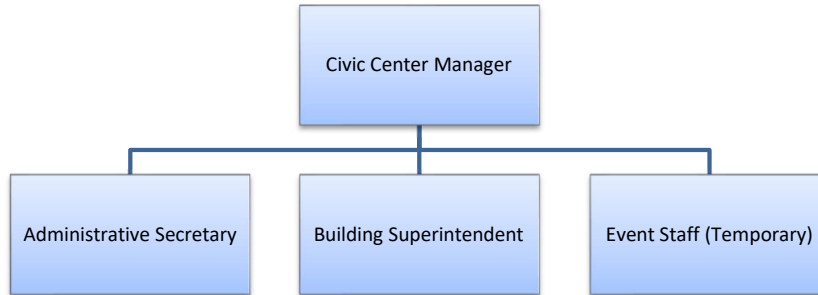 Civic Center Manager
Administrative Secretary
Building Superintendent
Event Staff (Temporary)